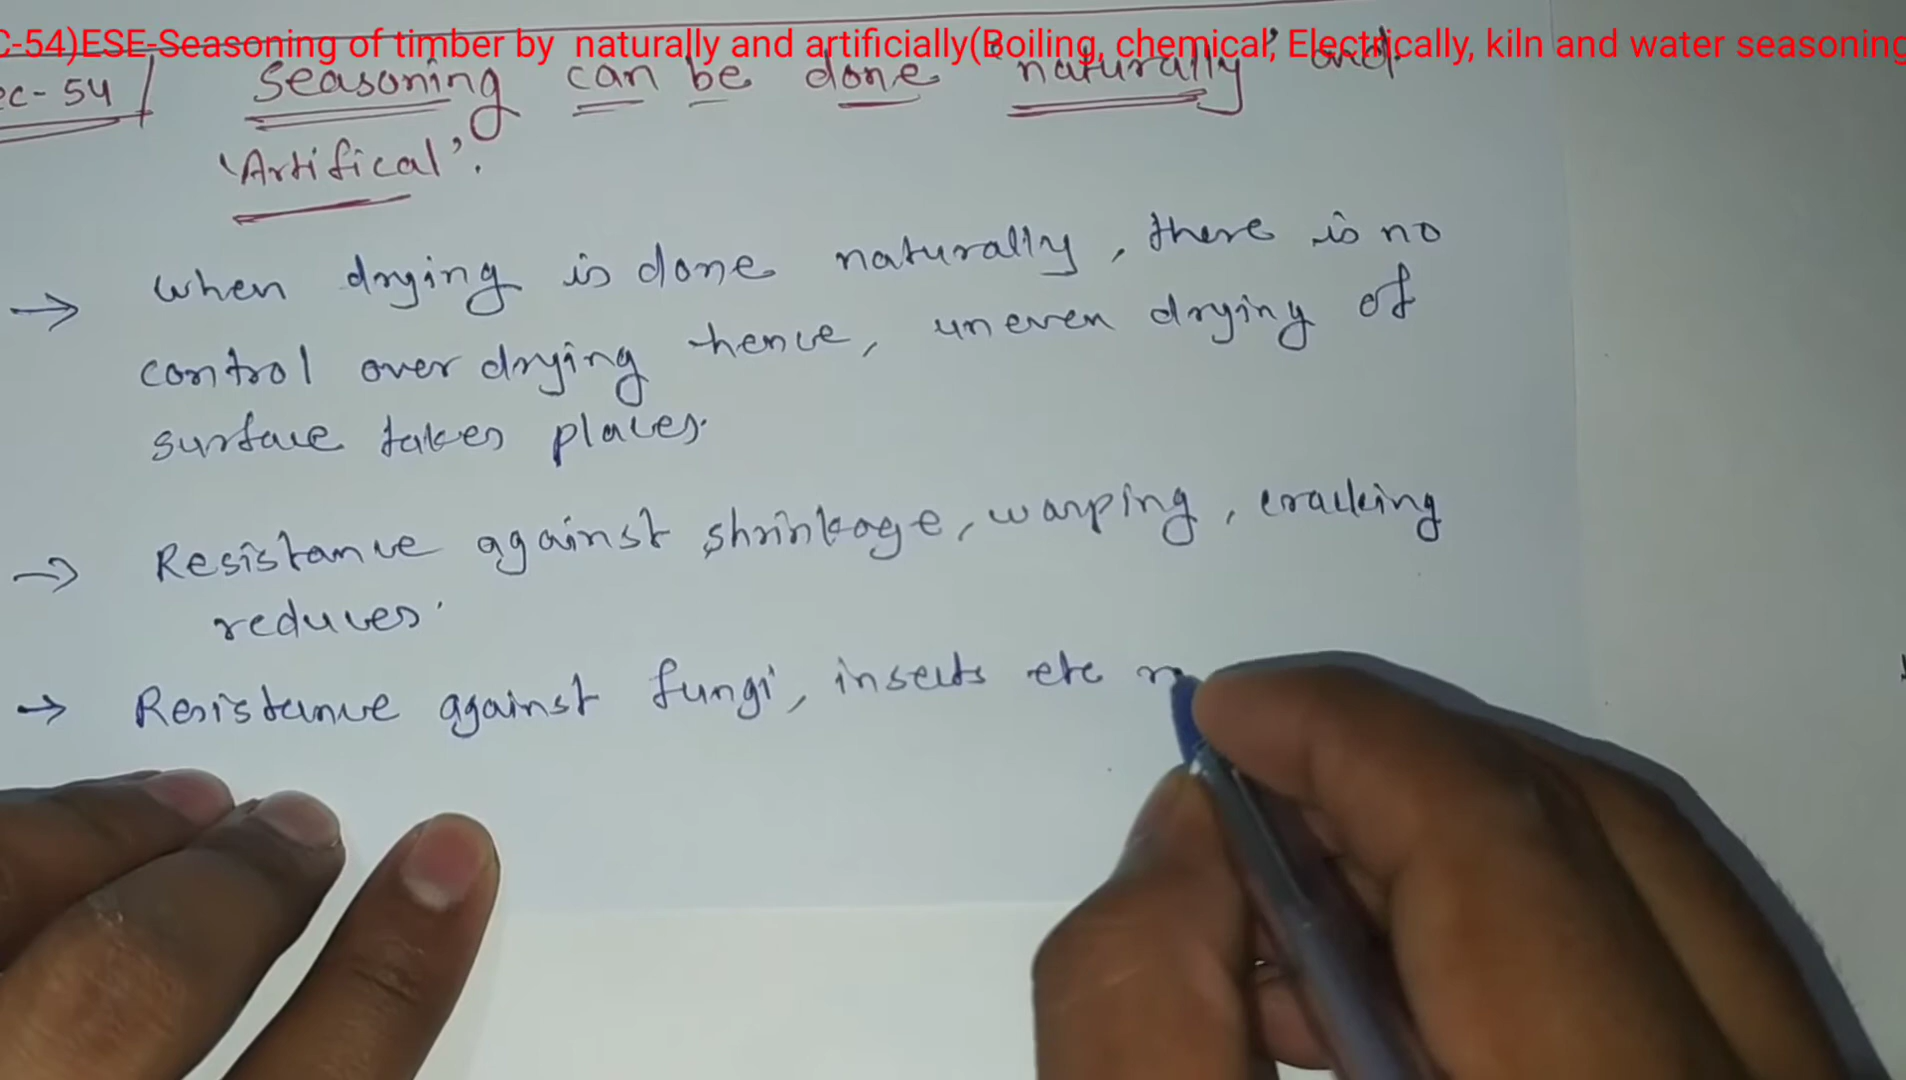 C-54)ESE-Seasoning of timber by naturally and artificially(Boiling, chemical, Electrically, kiln and water seasoning
ec-54 Seasoning can be done naturally and
'Artifical'.
→ when drying is done naturally, there is no
control over drying hence, uneven drying of
surface takes places.
→ Resistance against shrinkage, warping, cracking
reduces.
→ Resistance against fungi, insects etc